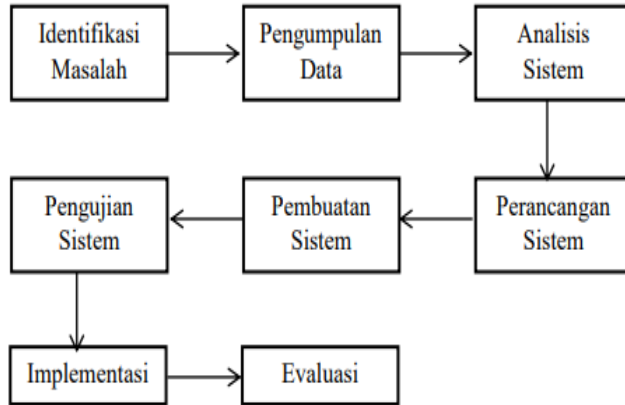 Identifikasi
Masalah
Pengumpulan
Data
Analisis
Sistem
Perancangan
Sistem
Pembuatan
Sistem
Pengujian
Sistem
Implementasi
Evaluasi